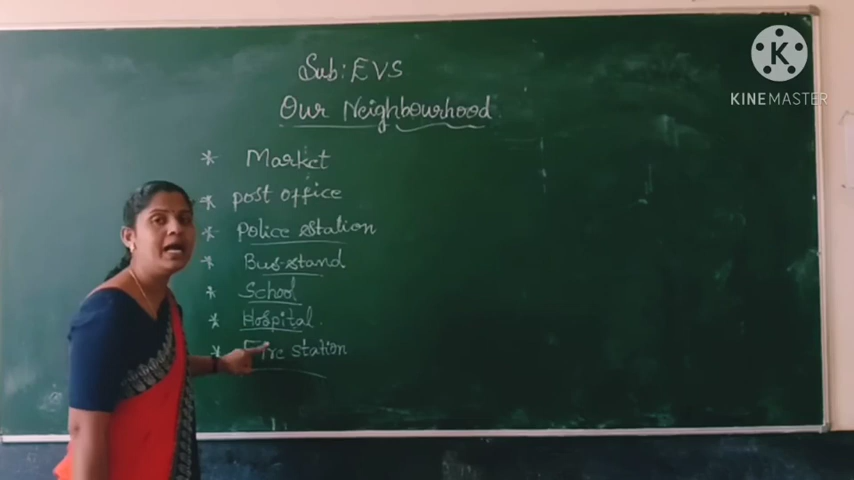 Sub: EVS
Our Neighbourhood
* Market
* post office
* Police station
* Bus-stand
* School
* Hospital.
* Fire station
K
KINEMASTER